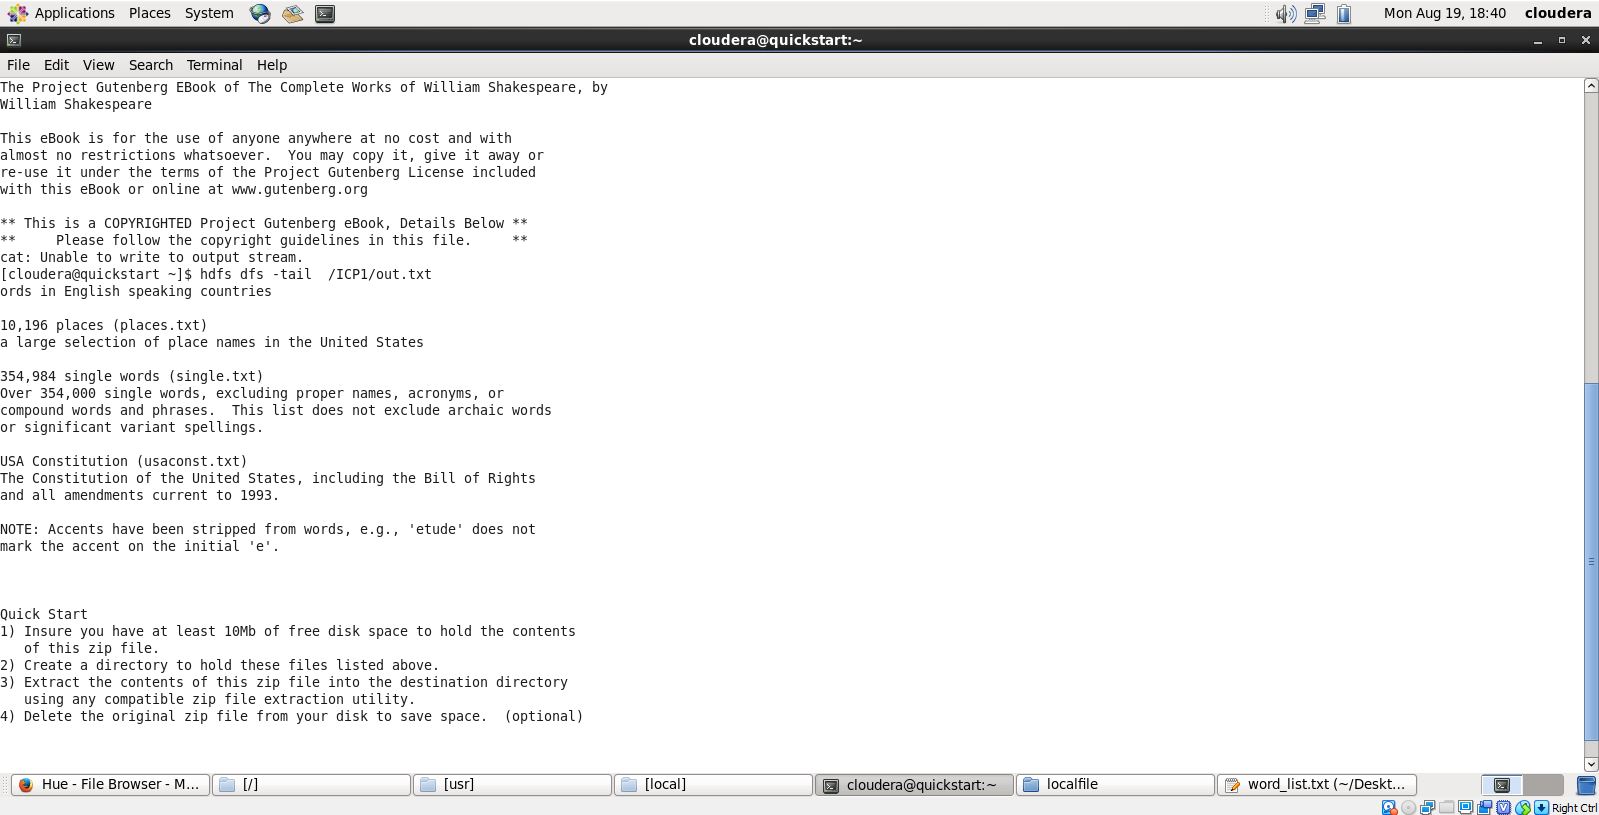 Applications Places System Mon Aug 19, 18:40 cloudera
cloudera@quickstart:~
File Edit View Search Terminal Help
The Project Gutenberg EBook of The Complete Works of William Shakespeare, by
William Shakespeare
This eBook is for the use of anyone anywhere at no cost and with
almost no restrictions whatsoever.  You may copy it, give it away or
re-use it under the terms of the Project Gutenberg License included
with this eBook or online at www.gutenberg.org
** This is a COPYRIGHTED Project Gutenberg eBook, Details Below **
**     Please follow the copyright guidelines in this file.     **
cat: Unable to write to output stream.
[cloudera@quickstart ~]$ hdfs dfs -tail  /ICP1/out.txt
ords in English speaking countries
10,196 places (places.txt)
a large selection of place names in the United States
354,984 single words (single.txt)
Over 354,000 single words, excluding proper names, acronyms, or
compound words and phrases.  This list does not exclude archaic words
or significant variant spellings.
USA Constitution (usaconst.txt)
The Constitution of the United States, including the Bill of Rights
and all amendments current to 1993.
NOTE: Accents have been stripped from words, e.g., 'etude' does not
mark the accent on the initial 'e'.
Quick Start
1) Insure you have at least 10Mb of free disk space to hold the contents
   of this zip file.
2) Create a directory to hold these files listed above.
3) Extract the contents of this zip file into the destination directory
   using any compatible zip file extraction utility.
4) Delete the original zip file from your disk to save space.  (optional)
Hue - File Browser - M... [/] [usr] [local] cloudera@quickstart:~ localfile word_list.txt (~/Deskt...
Right Ctrl